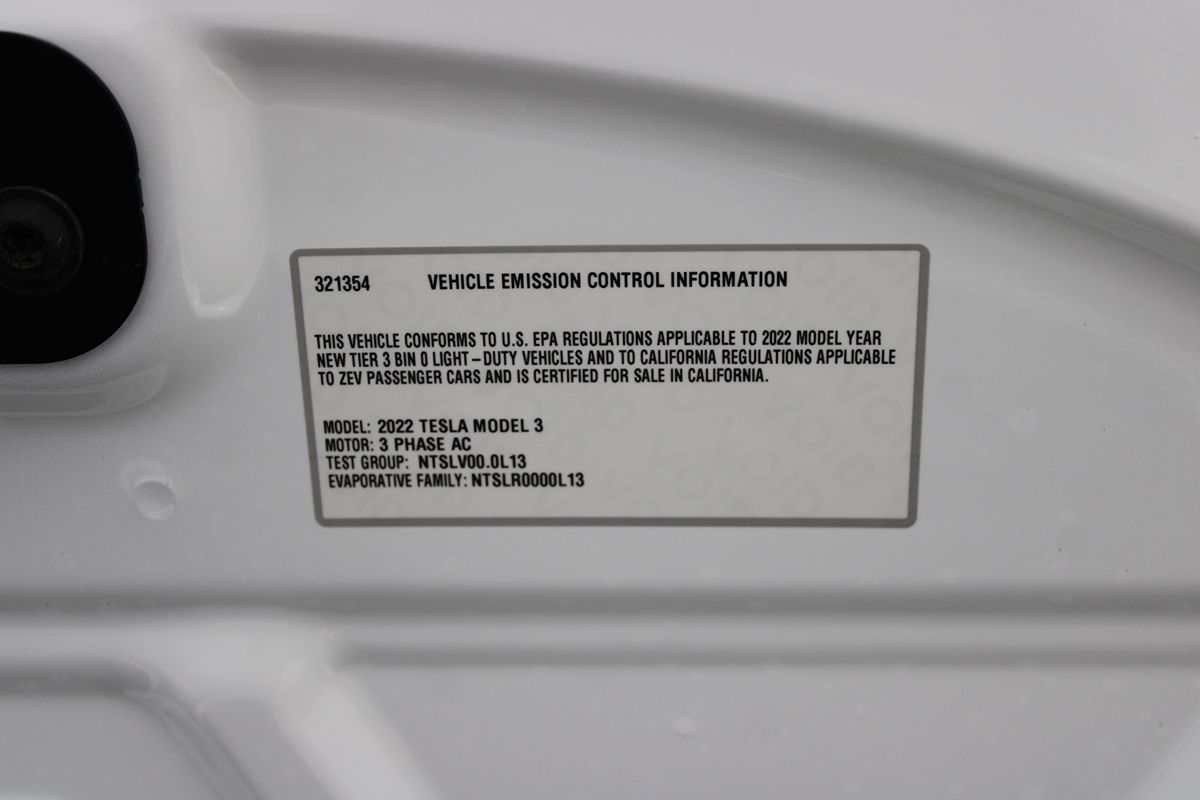 321354 VEHICLE EMISSION CONTROL INFORMATION
THIS VEHICLE CONFORMS TO U.S. EPA REGULATIONS APPLICABLE TO 2022 MODEL YEAR
NEW TIER 3 BIN 0 LIGHT-DUTY VEHICLES AND TO CALIFORNIA REGULATIONS APPLICABLE
TO ZEV PASSENGER CARS AND IS CERTIFIED FOR SALE IN CALIFORNIA.
MODEL: 2022 TESLA MODEL 3
MOTOR: 3 PHASE AC
TEST GROUP: NTSLV00.0L13
EVAPORATIVE FAMILY: NTSLR0000L13